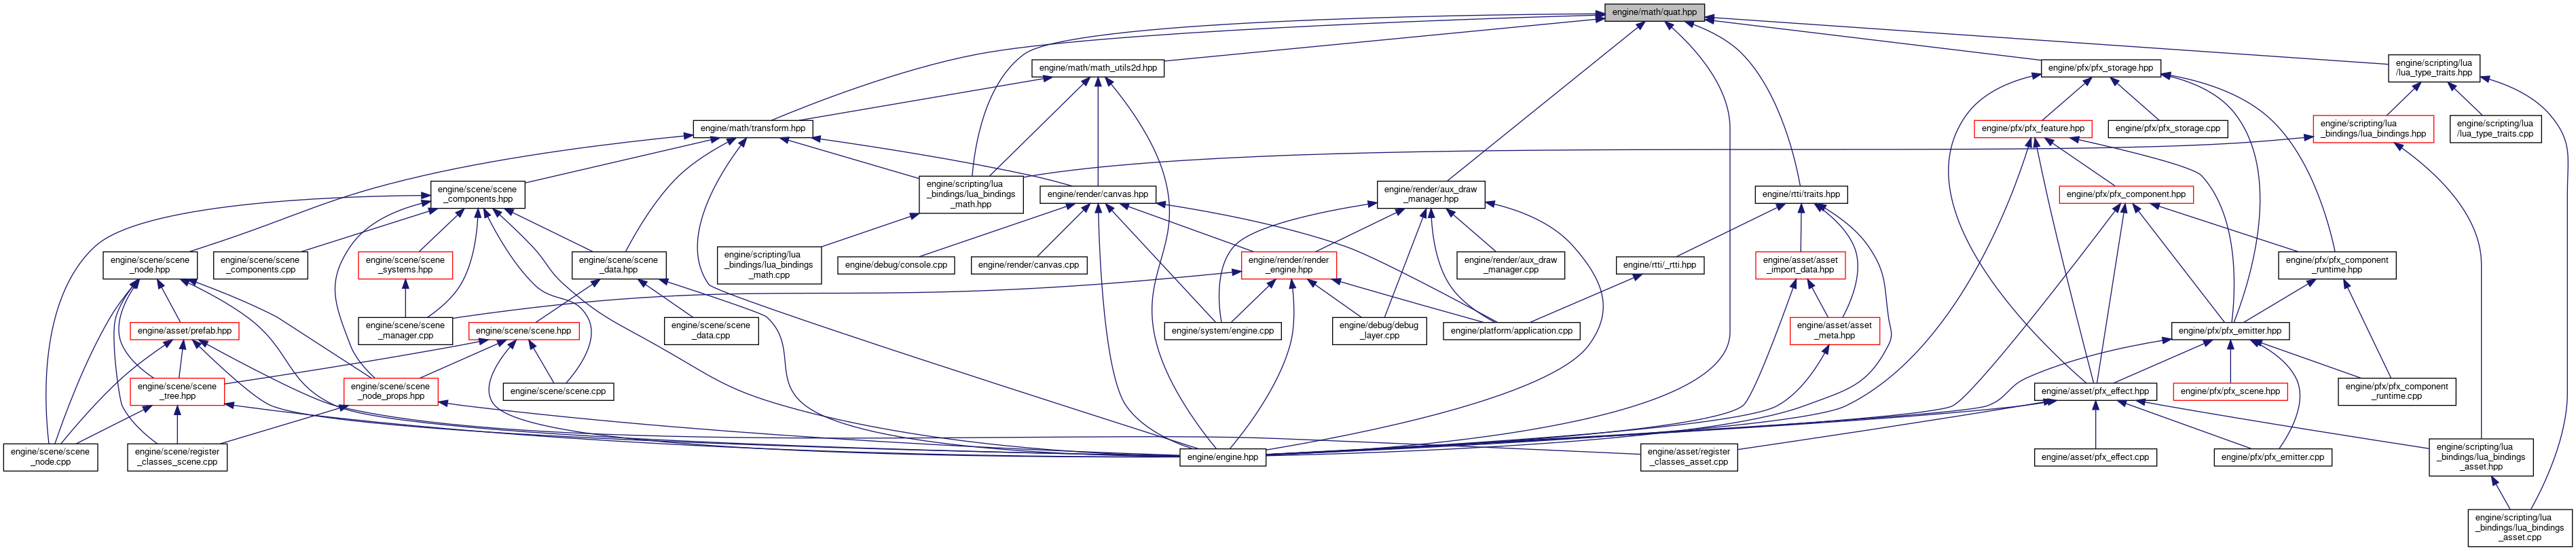 engine/math/quat.hpp
engine/math/math_utils2d.hpp
engine/pfx/pfx_storage.hpp
engine/scripting/lua
/lua_type_traits.hpp
engine/math/transform.hpp
engine/pfx/pfx_feature.hpp
engine/pfx/pfx_storage.cpp
engine/scripting/lua
_bindings/lua_bindings.hpp
engine/scripting/lua
/lua_type_traits.cpp
engine/scene/scene
_components.hpp
engine/scripting/lua
_bindings/lua_bindings
_math.hpp
engine/render/canvas.hpp
engine/render/aux_draw
_manager.hpp
engine/rtti/traits.hpp
engine/pfx/pfx_component.hpp
engine/scene/scene
_node.hpp
engine/scene/scene
_components.cpp
engine/scene/scene
_systems.hpp
engine/scene/scene
_data.hpp
engine/scripting/lua
_bindings/lua_bindings
_math.cpp
engine/debug/console.cpp
engine/render/canvas.cpp
engine/render/render
_engine.hpp
engine/render/aux_draw
_manager.cpp
engine/rtti/_rtti.hpp
engine/asset/asset
_import_data.hpp
engine/pfx/pfx_component
_runtime.hpp
engine/asset/prefab.hpp
engine/scene/scene
_manager.cpp
engine/scene/scene.hpp
engine/scene/scene
_data.cpp
engine/system/engine.cpp
engine/debug/debug
_layer.cpp
engine/platform/application.cpp
engine/asset/asset
_meta.hpp
engine/pfx/pfx_emitter.hpp
engine/scene/scene
_tree.hpp
engine/scene/scene
_node_props.hpp
engine/scene/scene.cpp
engine/asset/pfx_effect.hpp
engine/pfx/pfx_scene.hpp
engine/pfx/pfx_component
_runtime.cpp
engine/scene/scene
_node.cpp
engine/scene/register
_classes_scene.cpp
engine/engine.hpp
engine/asset/register
_classes_asset.cpp
engine/asset/pfx_effect.cpp
engine/pfx/pfx_emitter.cpp
engine/scripting/lua
_bindings/lua_bindings
_asset.hpp
engine/scripting/lua
_bindings/lua_bindings
_asset.cpp